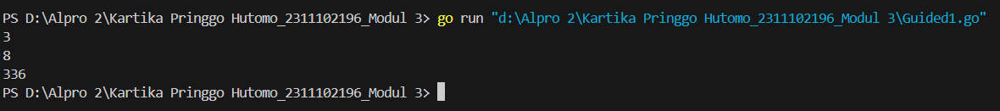 PS D:\Alpro 2\Kartika Pringgo Hutomo_2311102196_Modul 3> go run "d:\Alpro 2\Kartika Pringgo Hutomo_2311102196_Modul 3\Guided1.go"
3
8
336
PS D:\Alpro 2\Kartika Pringgo Hutomo_2311102196_Modul 3>